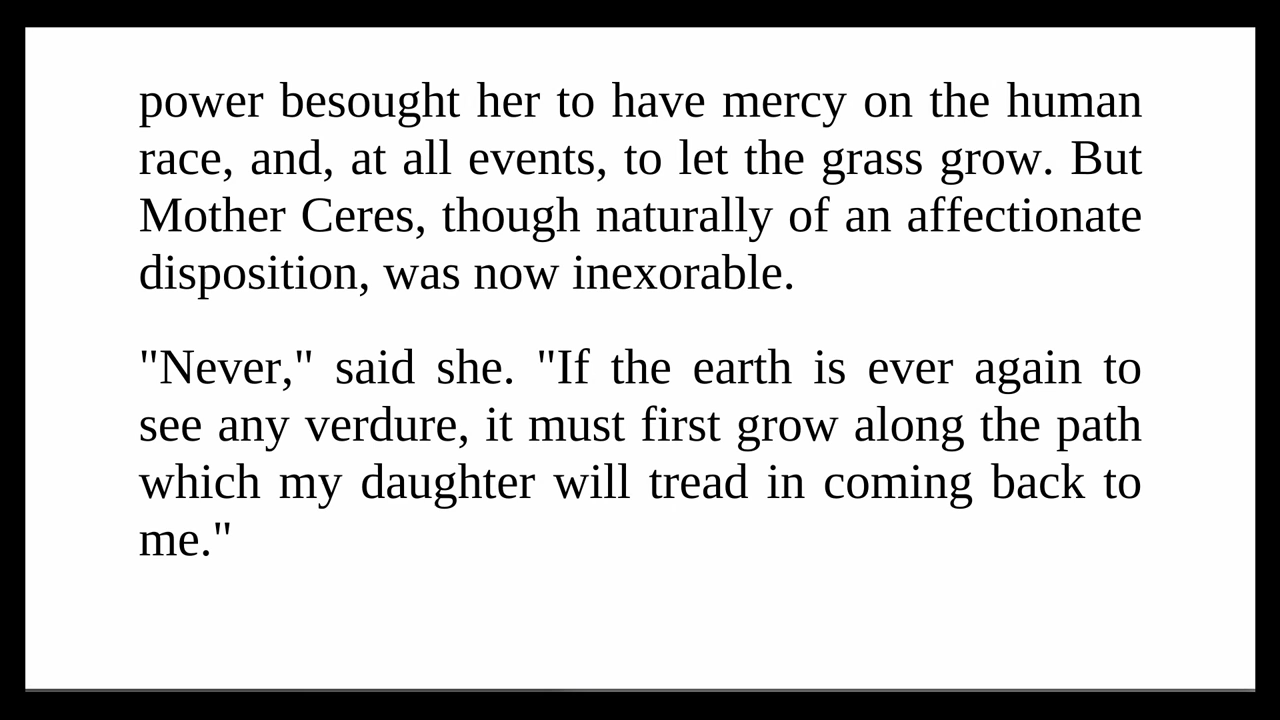 power besought her to have mercy on the human
race, and, at all events, to let the grass grow. But
Mother Ceres, though naturally of an affectionate
disposition, was now inexorable.
"Never," said she. "If the earth is ever again to
see any verdure, it must first grow along the path
which my daughter will tread in coming back to
me."